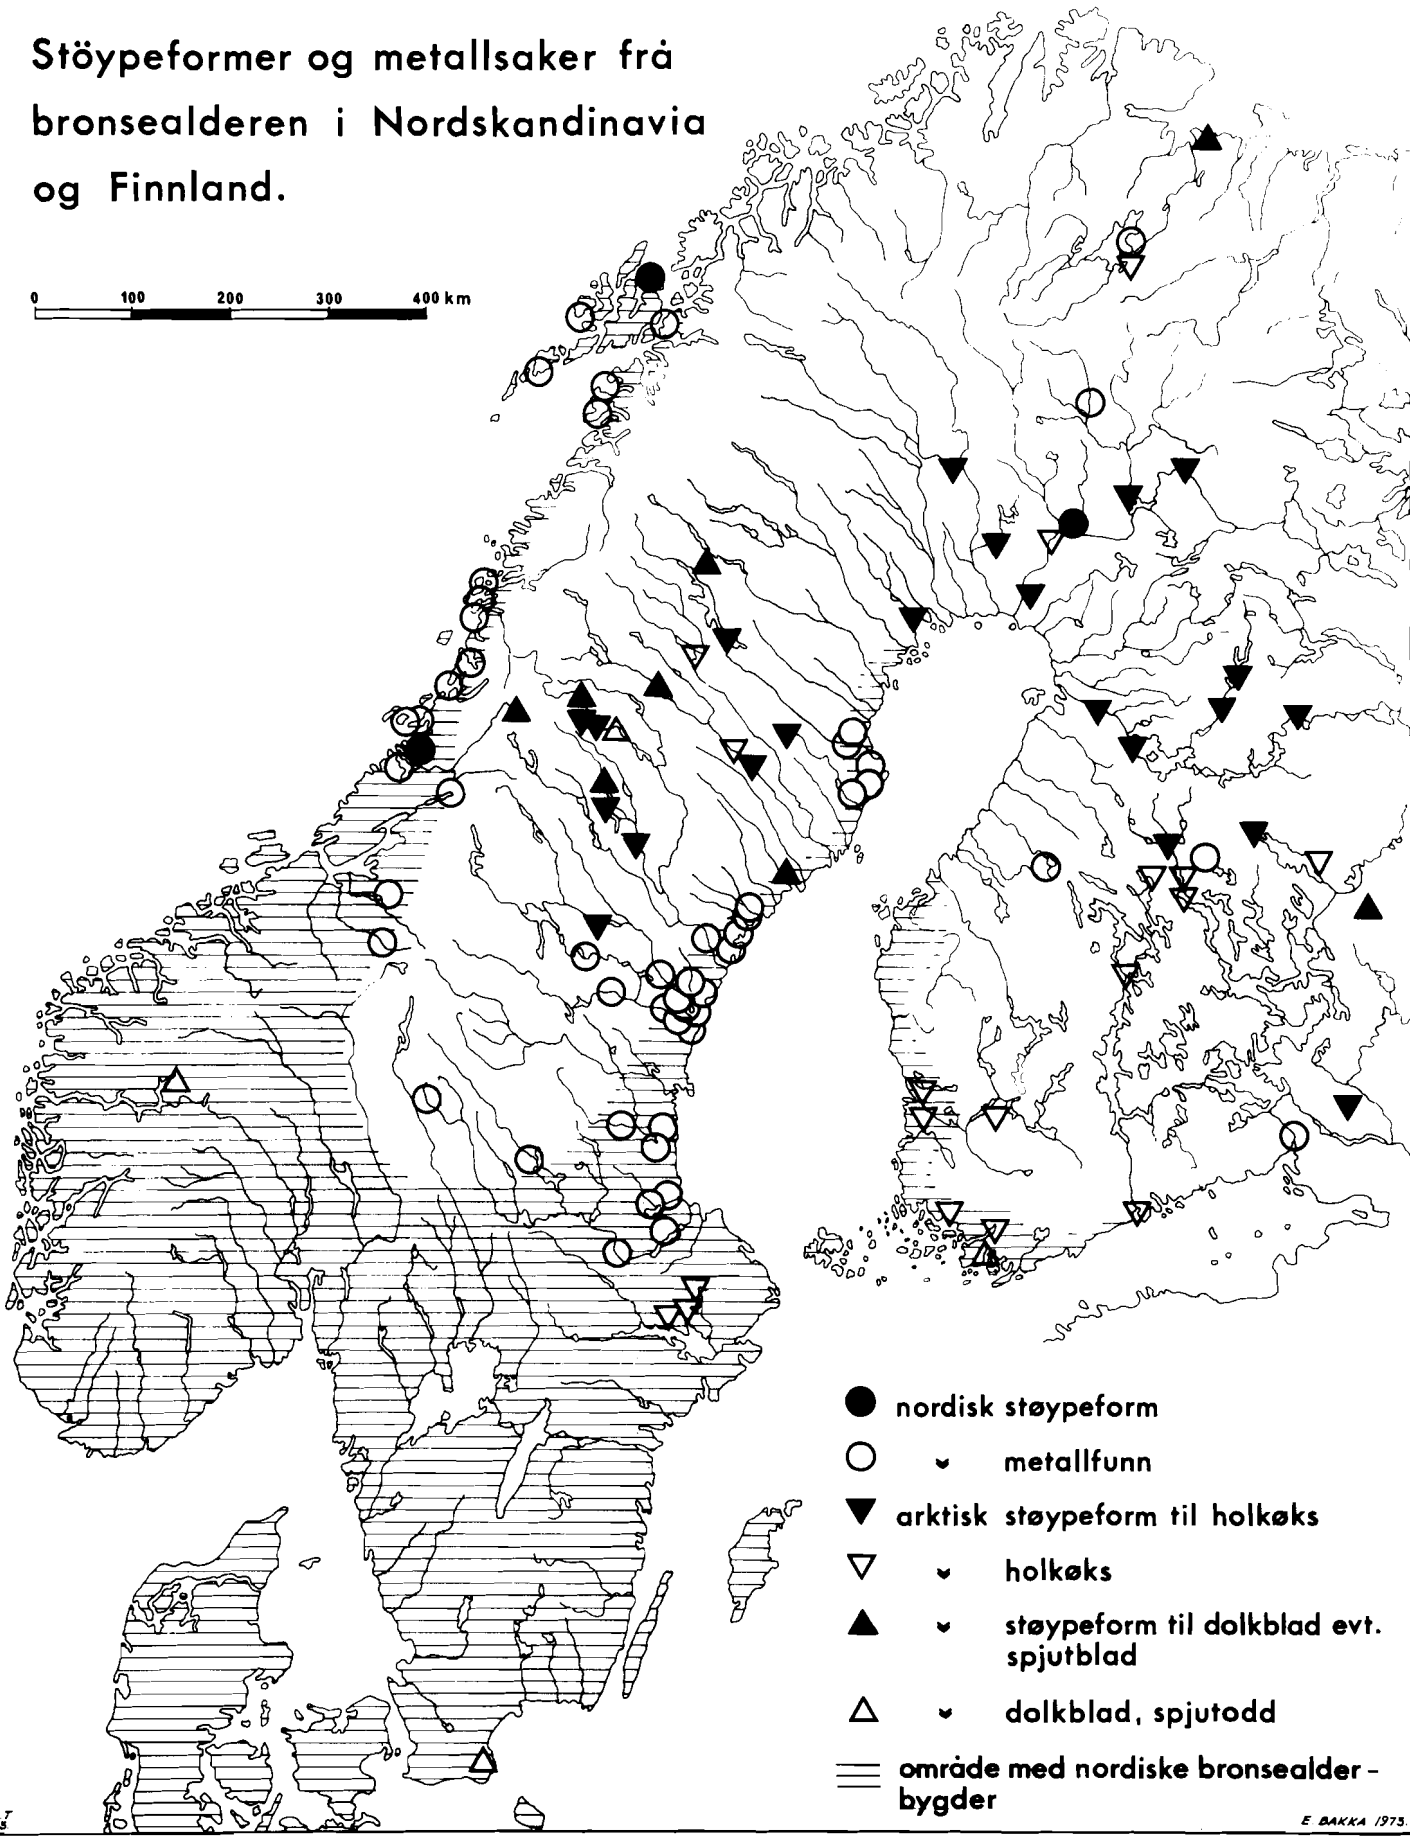 Stöypeformer og metallsaker frå
bronsealderen i Nordskandinavia
og Finnland.
0 100 200 300 400 km
nordisk støypeform
" metallfunn
arktisk støypeform til holkøks
" holkøks
" støypeform til dolkblad evt.
spjutblad
" dolkblad, spjutodd
område med nordiske bronsealder-
bygder
E. BAKKA 1975.